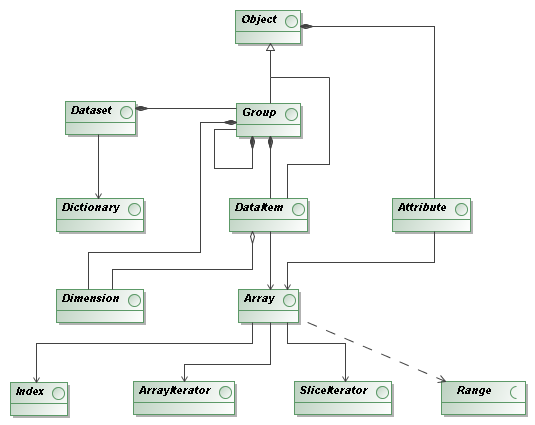 Object
Dataset
Group
Dictionary
DataItem
Attribute
Dimension
Array
Index
ArrayIterator
SliceIterator
Range